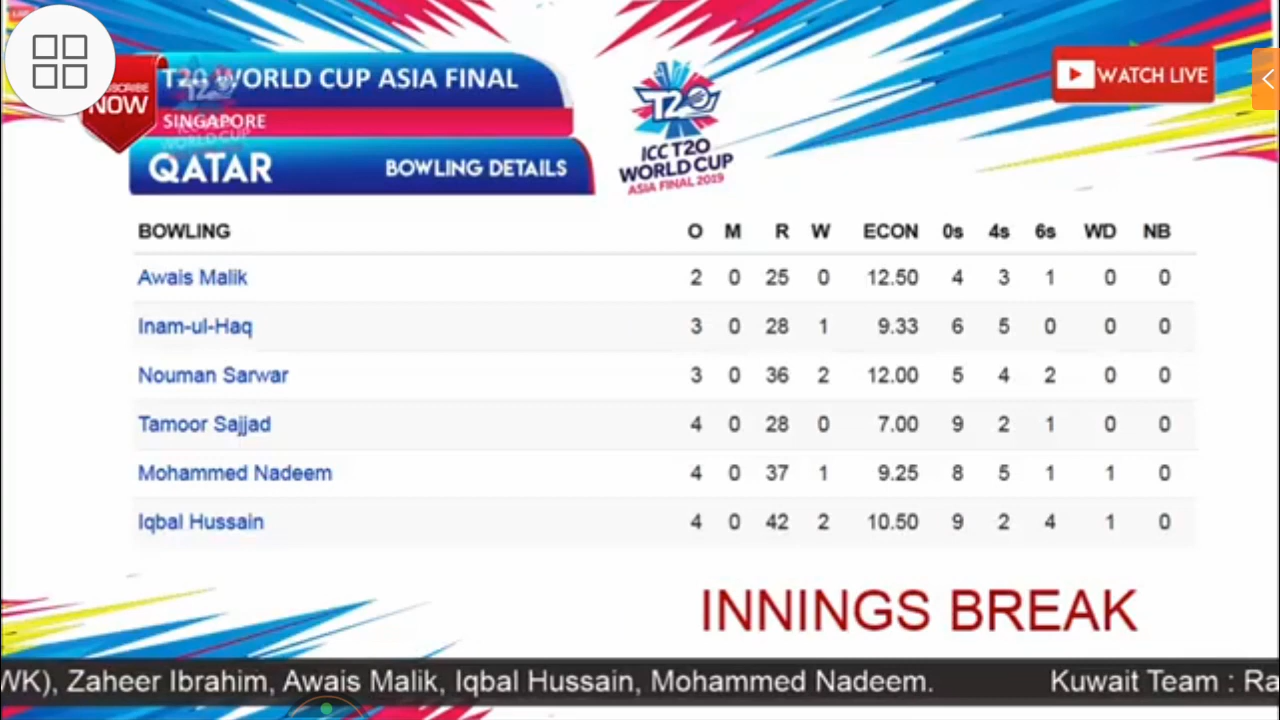 SUBSCRIBE
NOW
T20 WORLD CUP ASIA FINAL
SINGAPORE
QATAR BOWLING DETAILS
T20
ICC T20
WORLD CUP
ASIA FINAL 2019
WATCH LIVE
BOWLING O M R W ECON 0s 4s 6s WD NB
Awais Malik 2 0 25 0 12.50 4 3 1 0 0
Inam-ul-Haq 3 0 28 1 9.33 6 5 0 0 0
Nouman Sarwar 3 0 36 2 12.00 5 4 2 0 0
Tamoor Sajjad 4 0 28 0 7.00 9 2 1 0 0
Mohammed Nadeem 4 0 37 1 9.25 8 5 1 1 0
Iqbal Hussain 4 0 42 2 10.50 9 2 4 1 0
INNINGS BREAK
WK), Zaheer Ibrahim, Awais Malik, Iqbal Hussain, Mohammed Nadeem. Kuwait Team : Ra